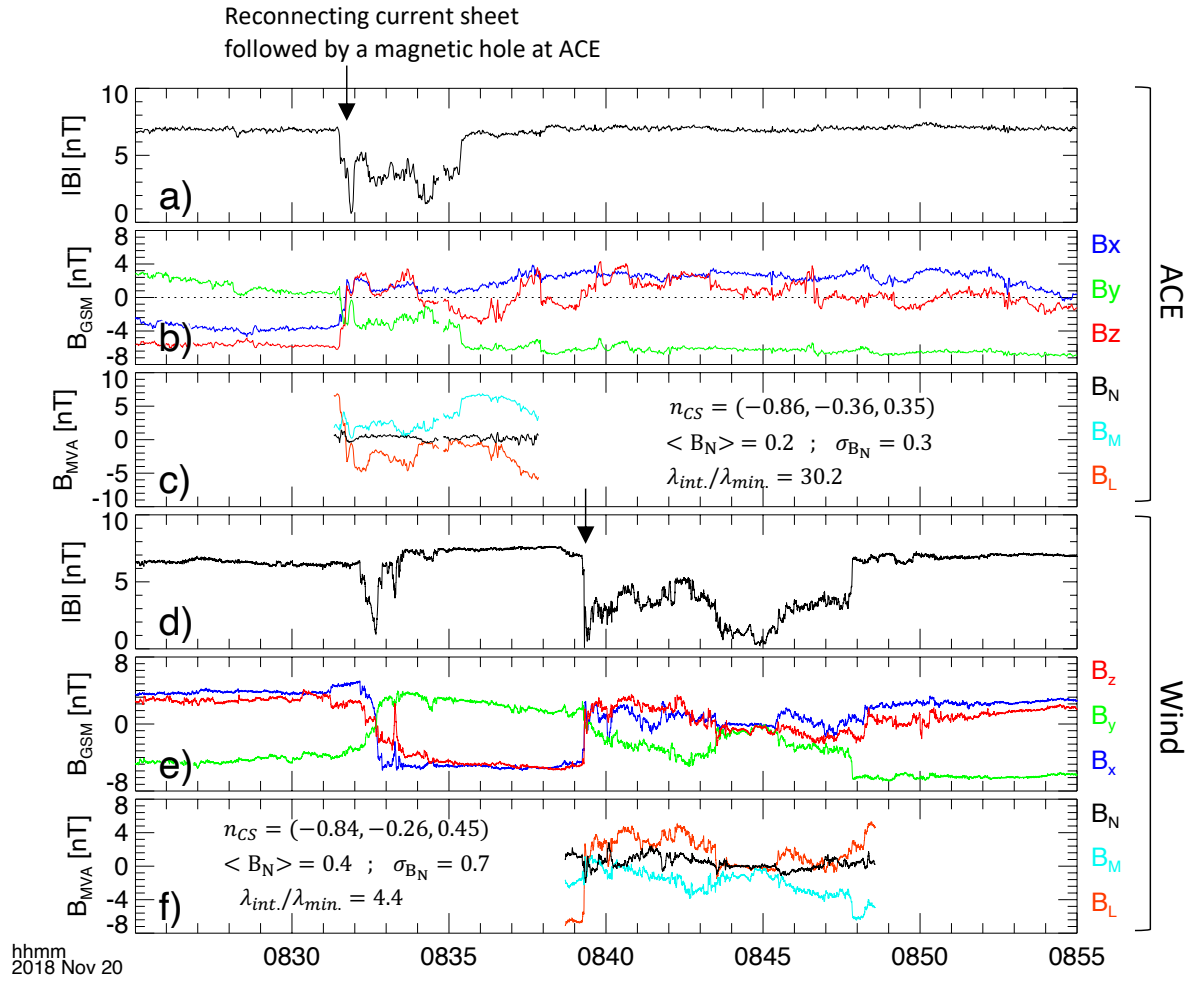 Reconnecting current sheet
followed by a magnetic hole at ACE
10
5
0
|B| [nT]
a)
8
4
0
-4
-8
B_GSM [nT]
b)
Bx
By
Bz
ACE
10
5
0
-5
-10
B_MVA [nT]
c)
n_CS = (−0.86, −0.36, 0.35)
< B_N > = 0.2 ; σ_B_N = 0.3
λ_int./λ_min. = 30.2
B_N
B_M
B_L
10
5
0
|B| [nT]
d)
8
4
0
-4
-8
B_GSM [nT]
e)
B_z
B_y
B_x
Wind
8
4
0
-4
-8
B_MVA [nT]
f)
n_CS = (−0.84, −0.26, 0.45)
< B_N > = 0.4 ; σ_B_N = 0.7
λ_int./λ_min. = 4.4
B_N
B_M
B_L
hhmm
2018 Nov 20
0830 0835 0840 0845 0850 0855